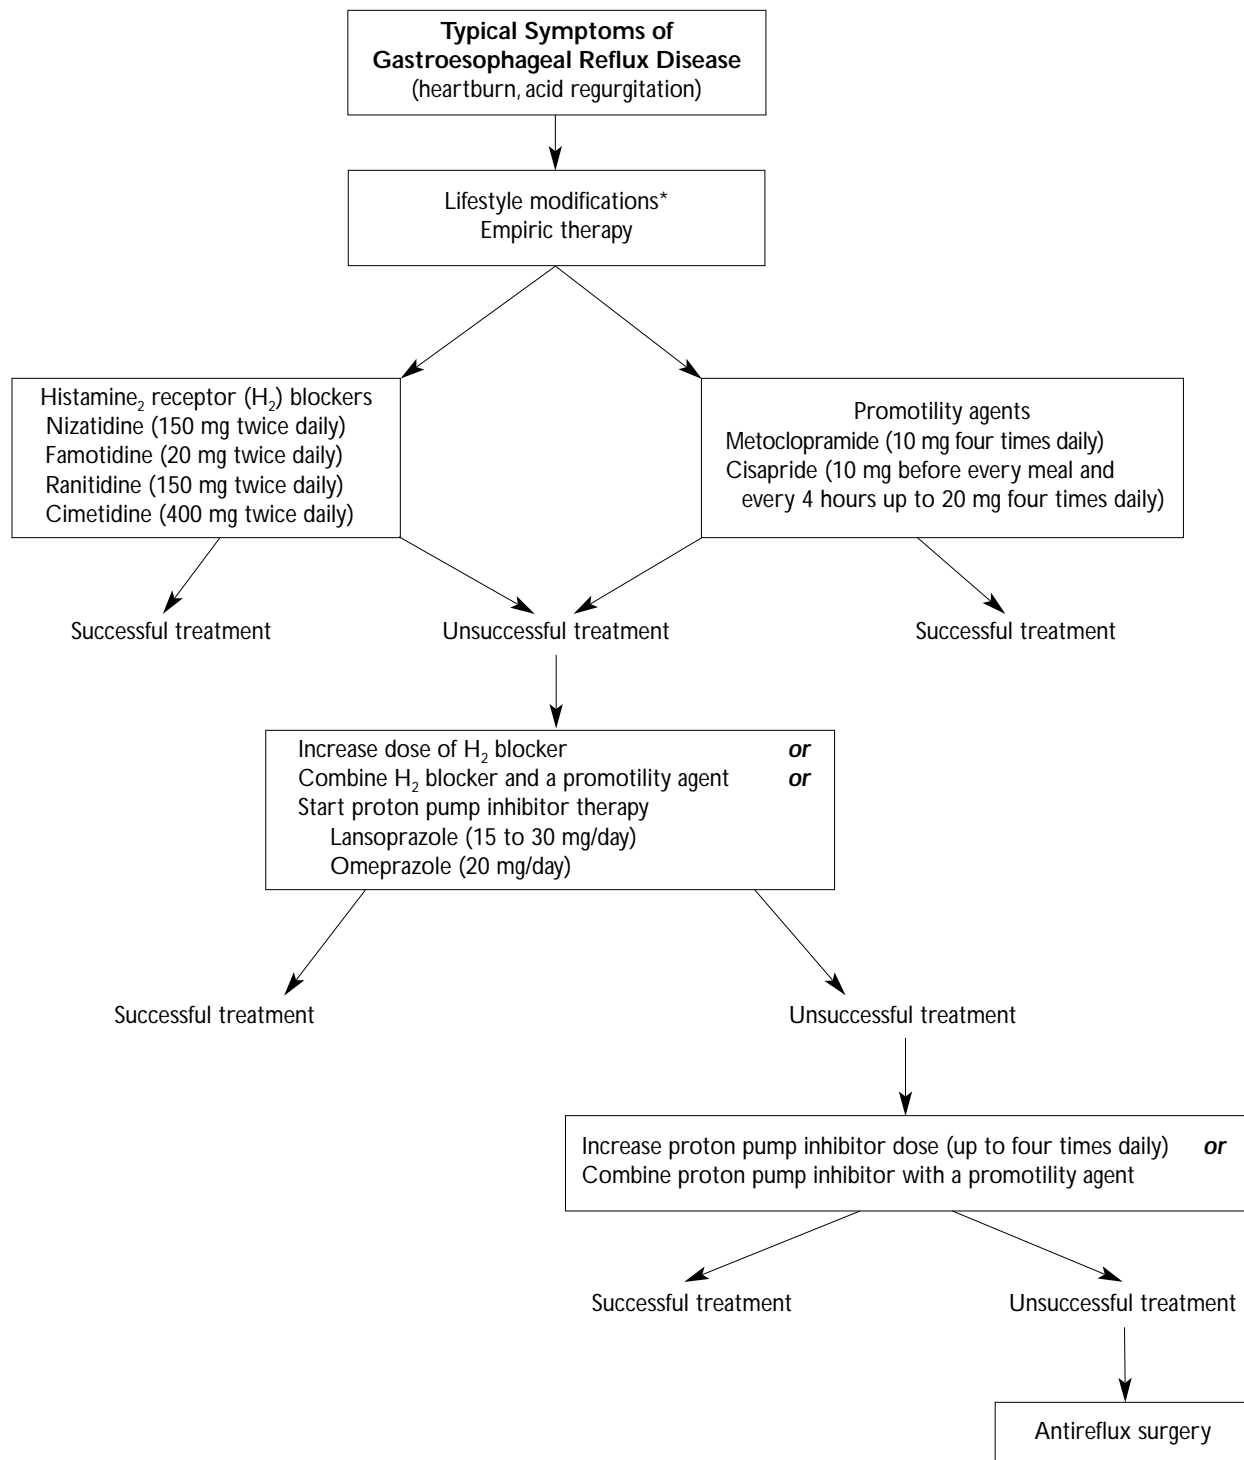 Typical Symptoms of
Gastroesophageal Reflux Disease
(heartburn, acid regurgitation)
Lifestyle modifications*
Empiric therapy
Histamine₂ receptor (H₂) blockers
Nizatidine (150 mg twice daily)
Famotidine (20 mg twice daily)
Ranitidine (150 mg twice daily)
Cimetidine (400 mg twice daily)
Promotility agents
Metoclopramide (10 mg four times daily)
Cisapride (10 mg before every meal and
every 4 hours up to 20 mg four times daily)
Successful treatment
Unsuccessful treatment
Successful treatment
Increase dose of H₂ blocker or
Combine H₂ blocker and a promotility agent or
Start proton pump inhibitor therapy
Lansoprazole (15 to 30 mg/day)
Omeprazole (20 mg/day)
Successful treatment
Unsuccessful treatment
Increase proton pump inhibitor dose (up to four times daily) or
Combine proton pump inhibitor with a promotility agent
Successful treatment
Unsuccessful treatment
Antireflux surgery